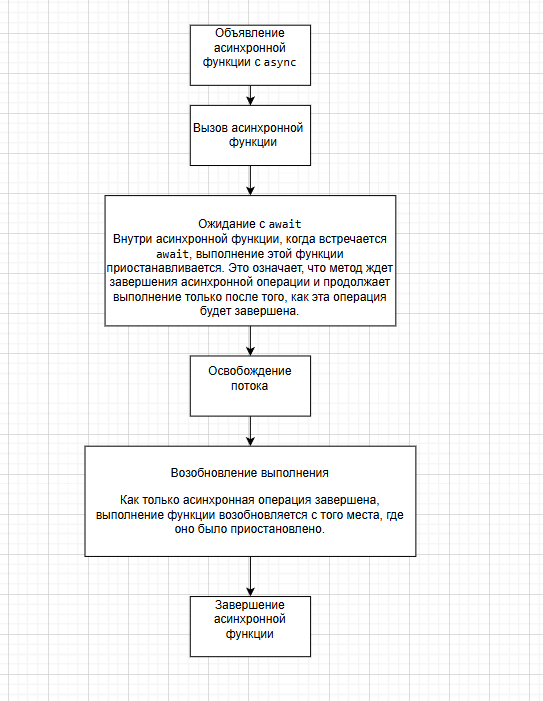 Объявление
асинхронной
функции с async
Вызов асинхронной
функции
Ожидание с await
Внутри асинхронной функции, когда встречается
await, выполнение этой функции
приостанавливается. Это означает, что метод ждет
завершения асинхронной операции и продолжает
выполнение только после того, как эта операция
будет завершена.
Освобождение
потока
Возобновление выполнения
Как только асинхронная операция завершена,
выполнение функции возобновляется с того места, где
оно было приостановлено.
Завершение
асинхронной
функции